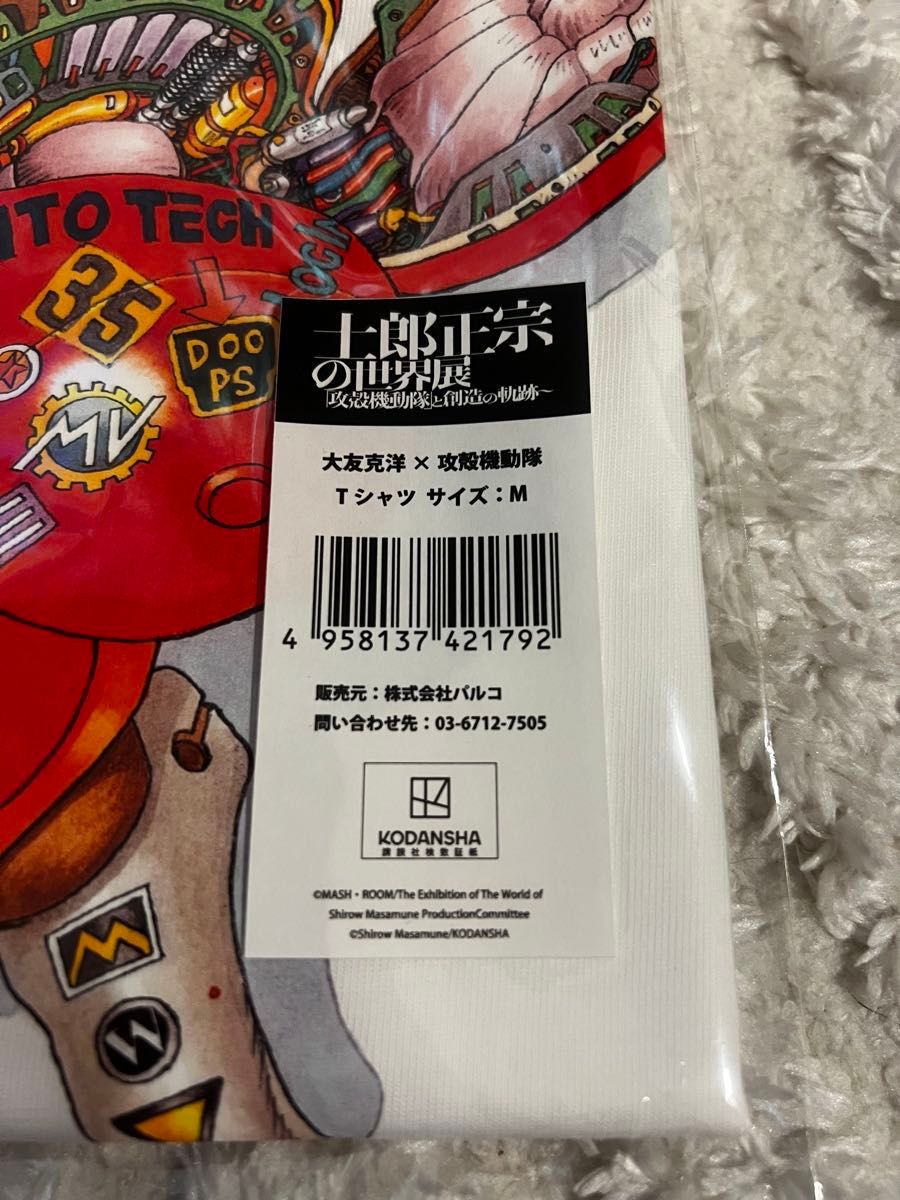 NTO TECH
LOCK
35
DOO
PS
MV
士郎正宗
の世界展
「攻殻機動隊」と創造の軌跡〜
大友克洋 × 攻殻機動隊
Tシャツ サイズ：M
4 958137 421792
販売元：株式会社パルコ
問い合わせ先：03-6712-7505
KODANSHA
講談社検数証紙
©MASH・ROOM/The Exhibition of The World of
Shirow Masamune ProductionCommittee
©Shirow Masamune/KODANSHA
M
W